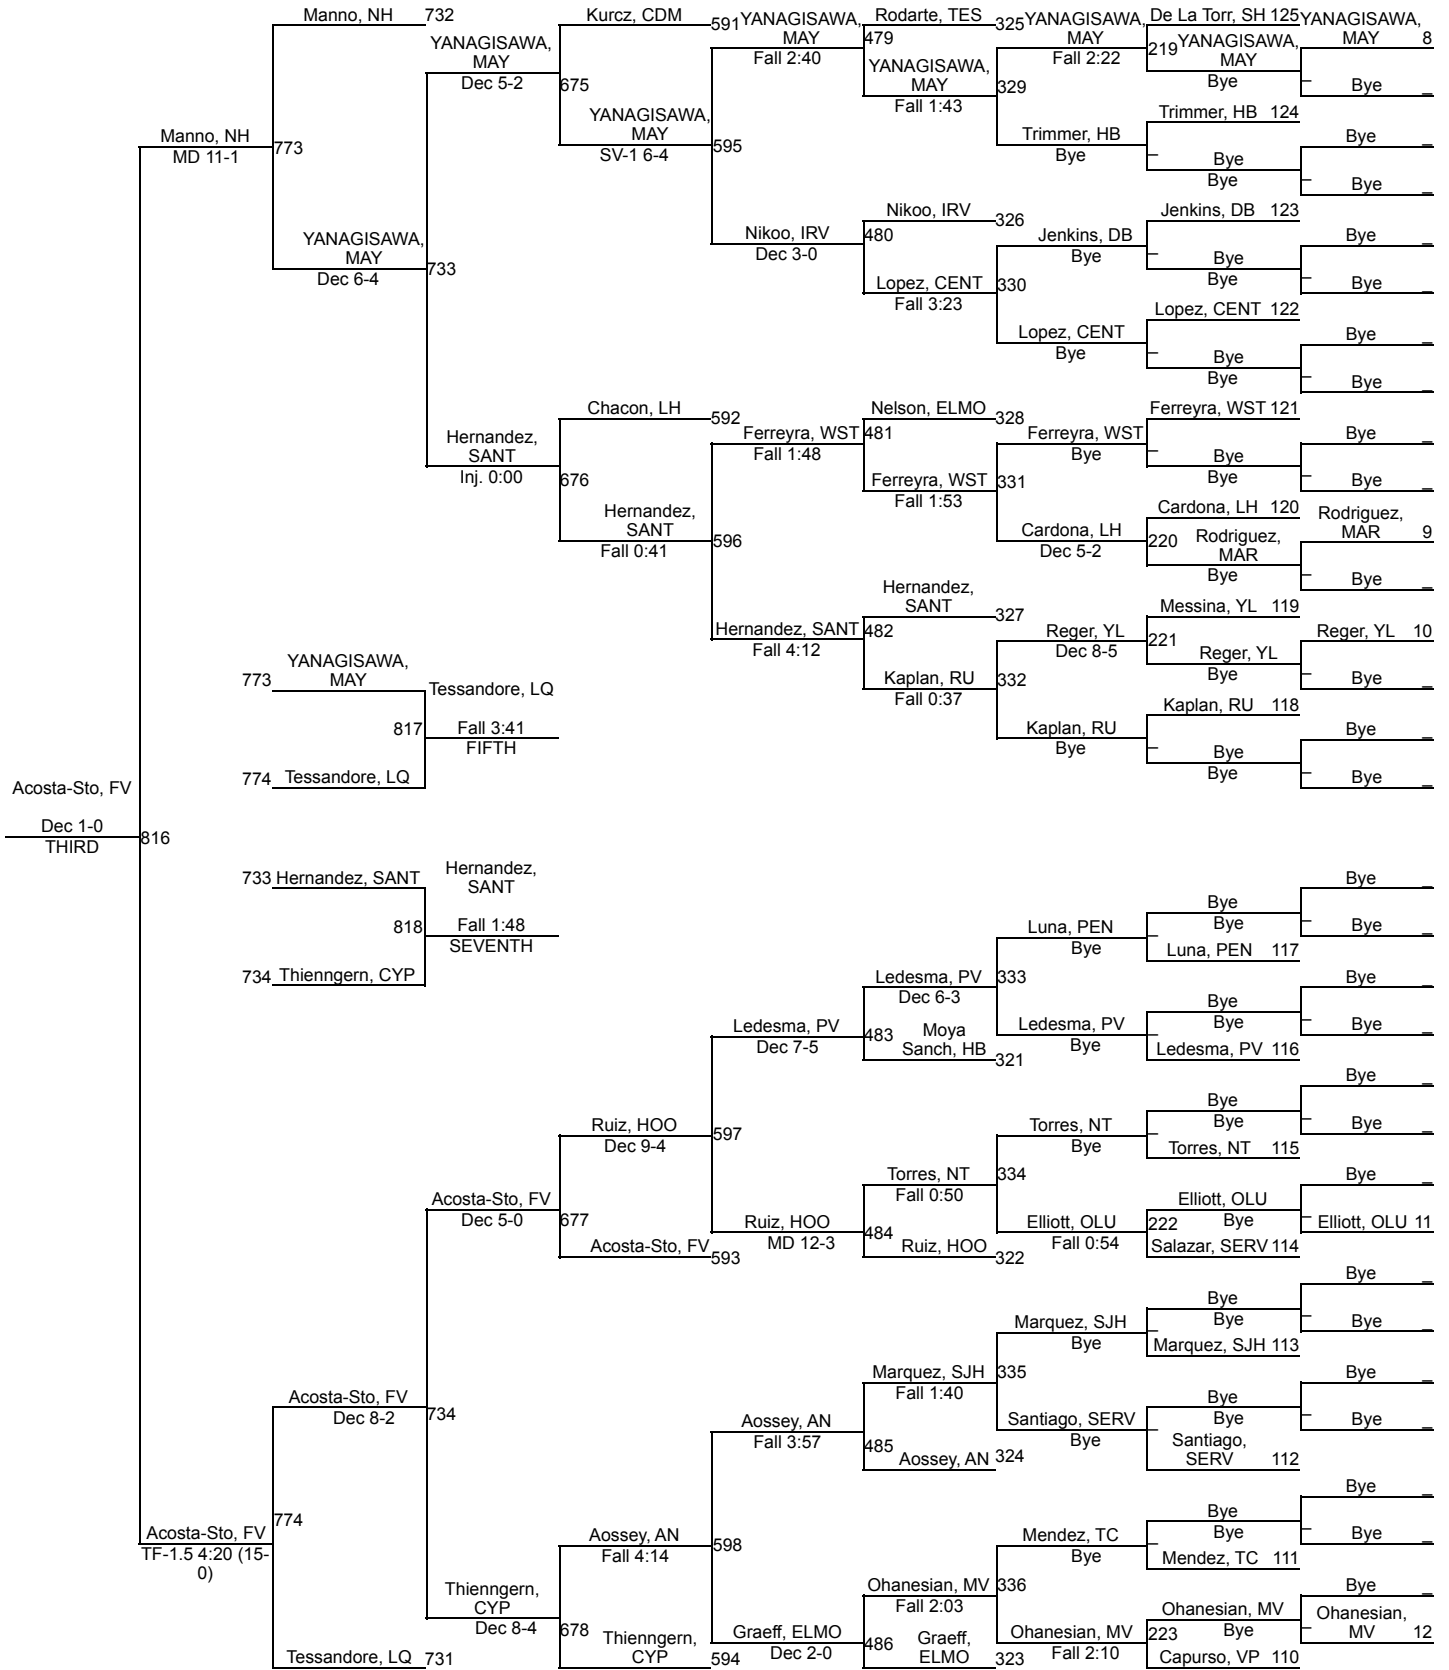 Manno, NH 732 Kurcz, CDM 591 YANAGISAWA, MAY Rodarte, TES 325 YANAGISAWA, MAY De La Torr, SH 125 YANAGISAWA, MAY 8
YANAGISAWA, MAY
Dec 5-2
Fall 2:40
479
Fall 2:22
219 YANAGISAWA, MAY
Bye
Bye _
_
675
YANAGISAWA, MAY
Fall 1:43
329
YANAGISAWA, MAY
SV-1 6-4
595
Trimmer, HB 124
Trimmer, HB
Bye
_ Bye
Bye
Bye _
_ Bye _
Manno, NH
MD 11-1
773
Nikoo, IRV 326
Jenkins, DB 123
Nikoo, IRV
Dec 3-0
480
Jenkins, DB
Bye
_ Bye
Bye
Bye _
_ Bye _
YANAGISAWA, MAY
Dec 6-4
733
Lopez, CENT
Fall 3:23
330
Lopez, CENT 122
Lopez, CENT
Bye
_ Bye
Bye
Bye _
_ Bye _
Chacon, LH 592
Nelson, ELMO 328
Ferreyra, WST 121
Ferreyra, WST
Fall 1:48
481
Ferreyra, WST
Bye
_ Bye
Bye
Bye _
_ Bye _
Hernandez, SANT
Inj. 0:00
676
Ferreyra, WST
Fall 1:53
331
Hernandez, SANT
Fall 0:41
596
Cardona, LH 120
Cardona, LH
Dec 5-2
220 Rodriguez, MAR
Bye
Rodriguez, MAR 9
_ Bye _
Hernandez, SANT 327
Messina, YL 119
Hernandez, SANT
Fall 4:12
482
Reger, YL
Dec 8-5
221
Reger, YL
Bye
Reger, YL 10
_ Bye _
Kaplan, RU
Fall 0:37
332
Kaplan, RU 118
Kaplan, RU
Bye
_ Bye
Bye
Bye _
_ Bye _
773 YANAGISAWA, MAY
Tessandore, LQ
817 Fall 3:41
FIFTH
774 Tessandore, LQ
Acosta-Sto, FV
Dec 1-0
THIRD
816
733 Hernandez, SANT
Hernandez, SANT
818 Fall 1:48
SEVENTH
734 Thienngern, CYP
Luna, PEN
Bye
Bye
_ Bye
Luna, PEN 117
Bye _
_ Bye _
Ledesma, PV
Dec 6-3
333
Ledesma, PV
Dec 7-5
483 Moya Sanch, HB 321
Ledesma, PV
Bye
Bye
_ Bye
Ledesma, PV 116
Bye _
_ Bye _
Ruiz, HOO
Dec 9-4
597
Torres, NT
Bye
Bye
_ Bye
Torres, NT 115
Bye _
_ Bye _
Torres, NT
Fall 0:50
334
Acosta-Sto, FV
Dec 5-0
677
Acosta-Sto, FV 593
Ruiz, HOO
MD 12-3
484
Ruiz, HOO 322
Elliott, OLU
Fall 0:54
Elliott, OLU
222 Bye
Salazar, SERV 114
Bye _
_ Elliott, OLU 11
Marquez, SJH
Bye
Bye
_ Bye
Marquez, SJH 113
Bye _
_ Bye _
Marquez, SJH
Fall 1:40
335
Acosta-Sto, FV
Dec 8-2
734
Aossey, AN
Fall 3:57
485
Aossey, AN 324
Santiago, SERV
Bye
Bye
_ Bye
Santiago, SERV 112
Bye _
_ Bye _
Acosta-Sto, FV
TF-1.5 4:20 (15-0)
774
Aossey, AN
Fall 4:14
598
Mendez, TC
Bye
Bye
_ Bye
Mendez, TC 111
Bye _
_ Bye _
Ohanesian, MV
Fall 2:03
336
Thienngern, CYP
Dec 8-4
678
Thienngern, CYP 594
Graeff, ELMO
Dec 2-0
486
Graeff, ELMO 323
Ohanesian, MV
Fall 2:10
Ohanesian, MV
223 Bye
Capurso, VP 110
Bye _
_ Ohanesian, MV 12
Tessandore, LQ 731